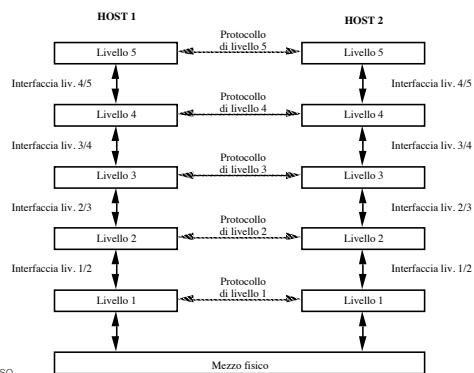 HOST 1
HOST 2
Livello 5
Protocollo
di livello 5
Livello 5
Interfaccia liv. 4/5
Interfaccia liv. 4/5
Livello 4
Protocollo
di livello 4
Livello 4
Interfaccia liv. 3/4
Interfaccia liv. 3/4
Livello 3
Protocollo
di livello 3
Livello 3
Interfaccia liv. 2/3
Interfaccia liv. 2/3
Livello 2
Protocollo
di livello 2
Livello 2
Interfaccia liv. 1/2
Interfaccia liv. 1/2
Livello 1
Protocollo
di livello 1
Livello 1
Mezzo fisico